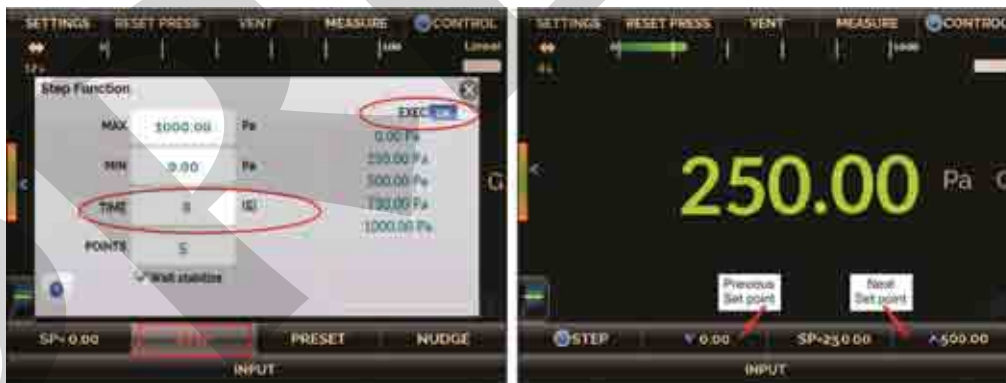 SETTINGS RESET PRESS VENT MEASURE CONTROL
Linear
Step Function
EXEC
MAX 1000.00 Pa
0.00 Pa
MIN 0.00 Pa
250.00 Pa
500.00 Pa
TIME 0 (S)
750.00 Pa
1000.00 Pa
POINTS 5
Wait stabilize
SP=0.00 PRESET NUDGE
INPUT
SETTINGS RESET PRESS VENT MEASURE CONTROL
0 1000
250.00 Pa
Previous
Set point
Next
Set point
STEP 0.00 SP=250.00 500.00
INPUT